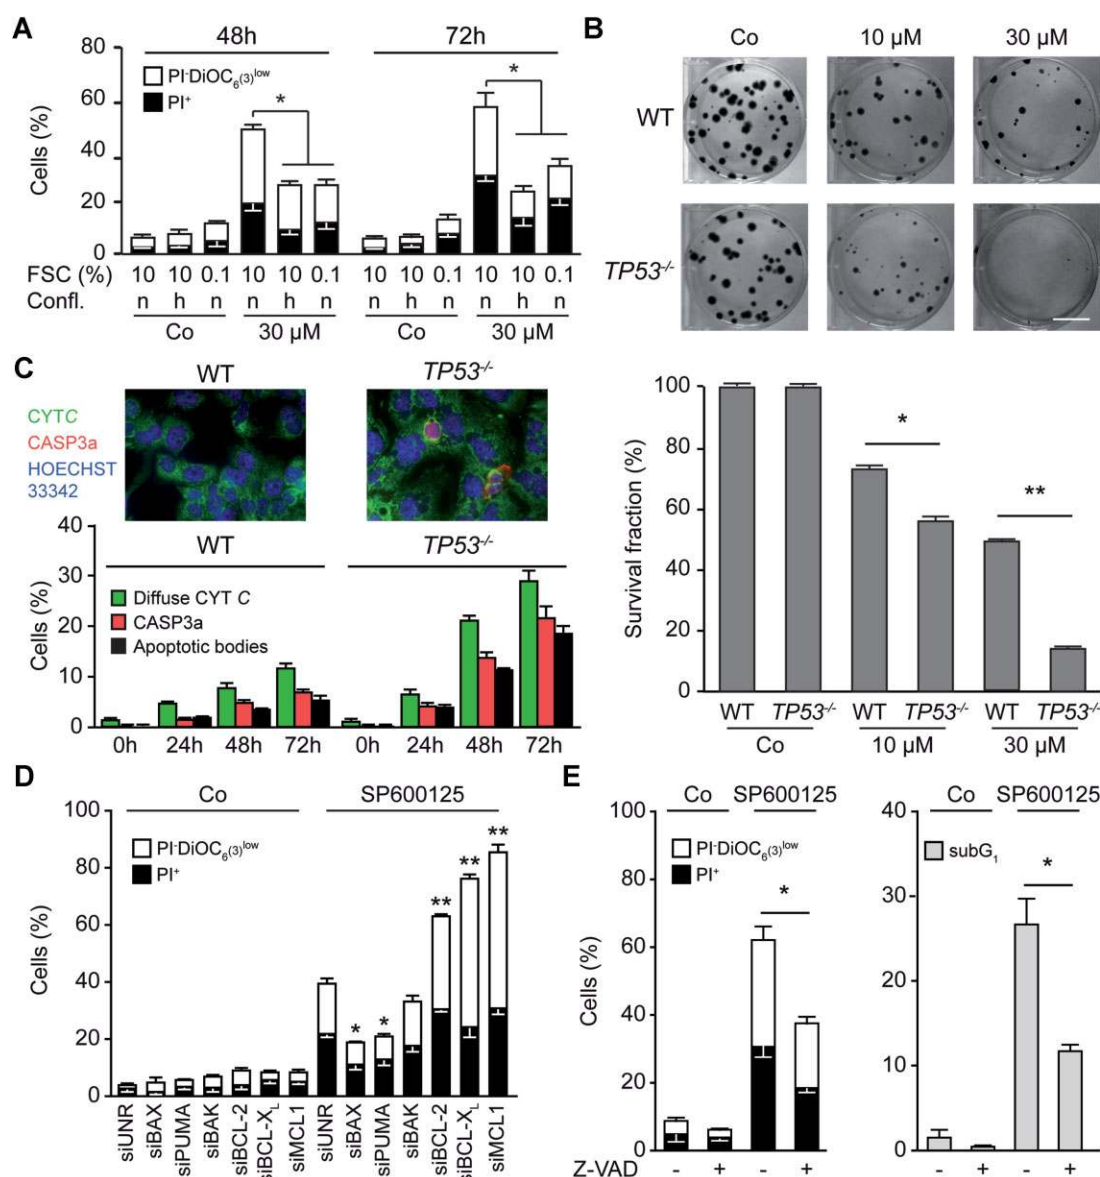 A
48h
72h
PI⁻DiOC₆₍₃₎ˡᵒʷ
PI⁺
Cells (%)
80
60
40
20
0
*
*
FSC (%) 10 10 0.1 10 10 0.1 10 10 0.1 10 10 0.1
Confl. n h n n h n n h n n h n
Co 30 µM Co 30 µM
B
Co 10 µM 30 µM
WT
TP53⁻/⁻
Survival fraction (%)
100
80
60
40
20
0
*
**
WT TP53⁻/⁻ WT TP53⁻/⁻ WT TP53⁻/⁻
Co 10 µM 30 µM
C
WT TP53⁻/⁻
CYTC
CASP3a
HOECHST
33342
WT TP53⁻/⁻
Diffuse CYT C
CASP3a
Apoptotic bodies
Cells (%)
40
30
20
10
0
0h 24h 48h 72h 0h 24h 48h 72h
D
Co SP600125
PI⁻DiOC₆₍₃₎ˡᵒʷ
PI⁺
Cells (%)
100
80
60
40
20
0
* * ** ** **
siUNR siBAX siPUMA siBAK siBCL-2 siBCL-X_L siMCL1 siUNR siBAX siPUMA siBAK siBCL-2 siBCL-X_L siMCL1
E
Co SP600125
PI⁻DiOC₆₍₃₎ˡᵒʷ
PI⁺
Cells (%)
100
80
60
40
20
0
*
Z-VAD - + - +
Co SP600125
subG₁
40
30
20
10
0
*
- + - +